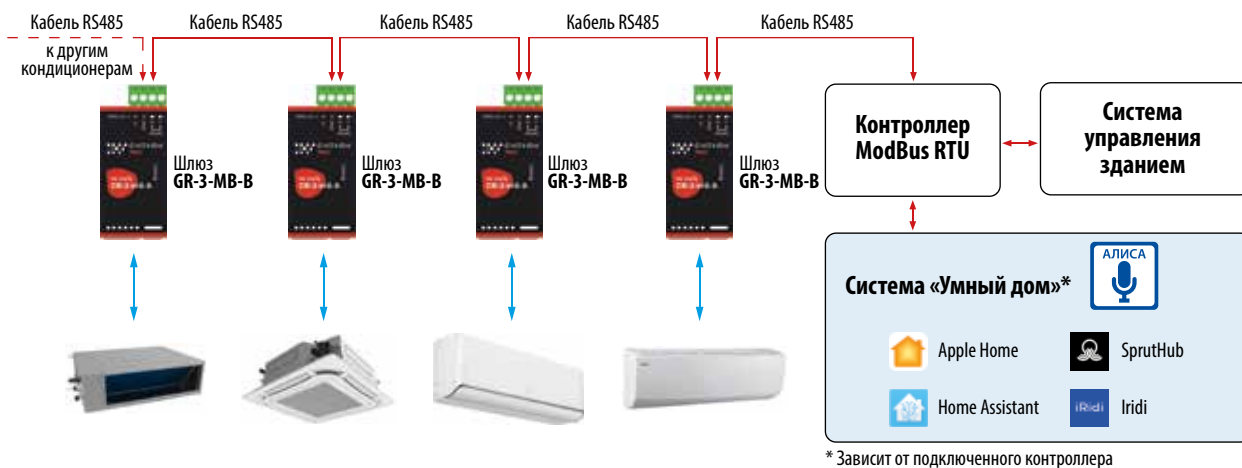 Кабель RS485
Кабель RS485
Кабель RS485
Кабель RS485
Кабель RS485
к другим
кондиционерам
Шлюз
GR-3-MB-B
Шлюз
GR-3-MB-B
Шлюз
GR-3-MB-B
Шлюз
GR-3-MB-B
Контроллер
ModBus RTU
Система
управления
зданием
Система «Умный дом»*
АЛИСА
Apple Home
SprutHub
Home Assistant
iRidi
Iridi
* Зависит от подключенного контроллера